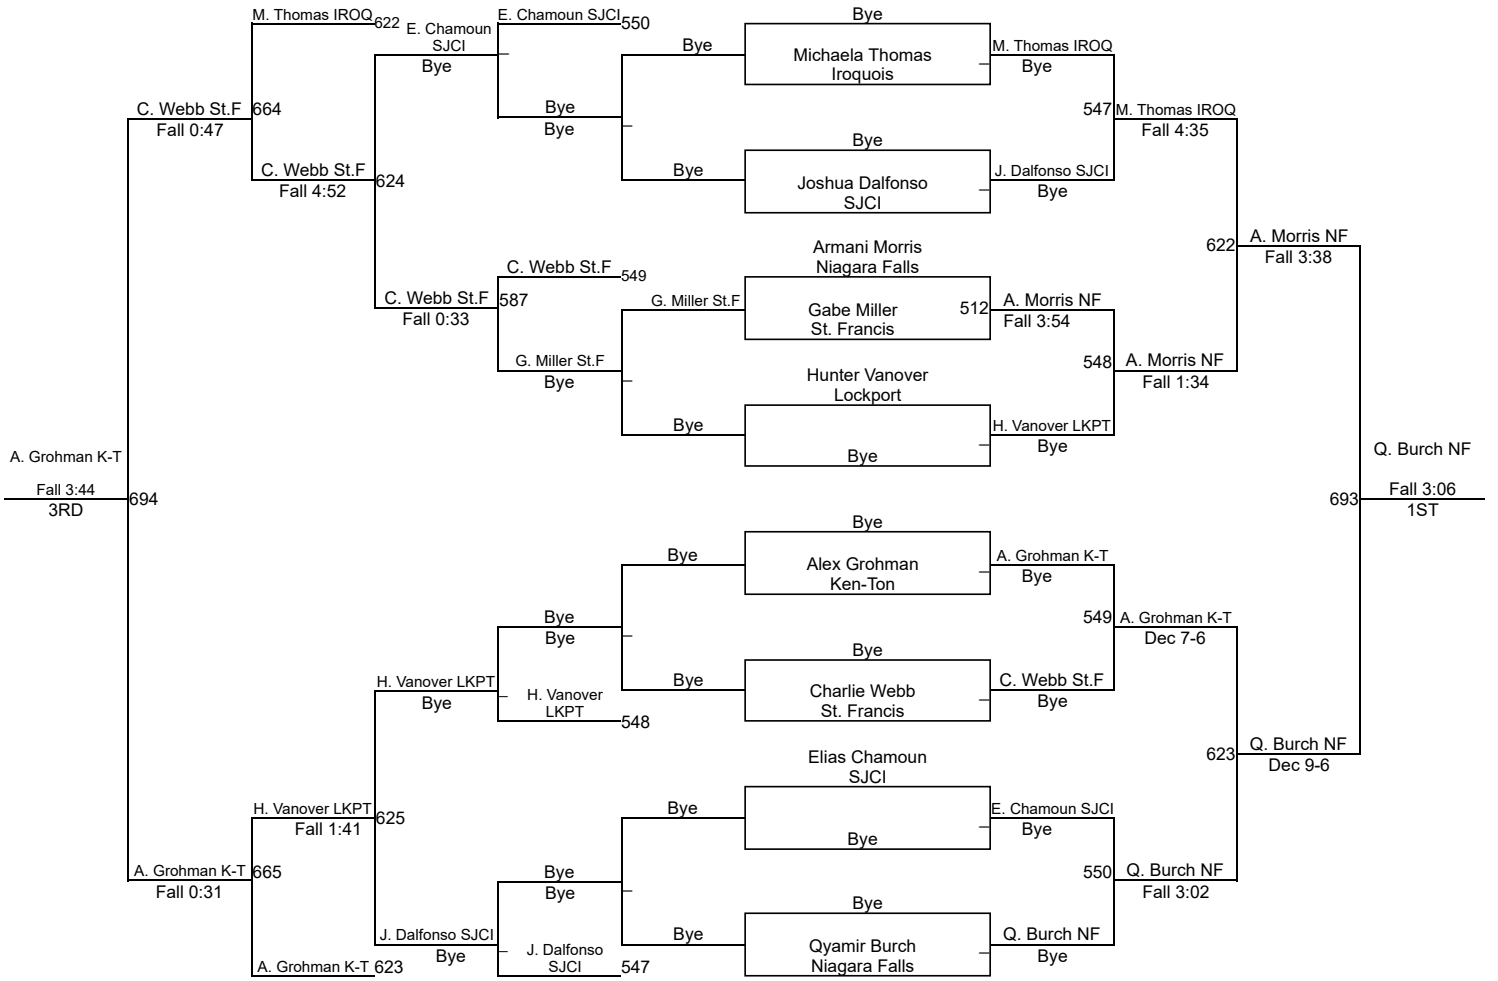 M. Thomas IROQ
622
E. Chamoun
SJCI
Bye
E. Chamoun SJCI
550
Bye
Bye
Bye
Bye
Bye
Michaela Thomas
Iroquois
M. Thomas IROQ
Bye
Bye
Joshua Dalfonso
SJCI
J. Dalfonso SJCI
Bye
547
M. Thomas IROQ
Fall 4:35
C. Webb St.F
Fall 0:47
664
C. Webb St.F
Fall 4:52
624
C. Webb St.F
Fall 0:33
587
C. Webb St.F
549
G. Miller St.F
Bye
G. Miller St.F
Bye
Armani Morris
Niagara Falls
Gabe Miller
St. Francis
512
A. Morris NF
Fall 3:54
Hunter Vanover
Lockport
Bye
H. Vanover LKPT
Bye
548
A. Morris NF
Fall 1:34
622
A. Morris NF
Fall 3:38
A. Grohman K-T
Fall 3:44
3RD
694
Q. Burch NF
693
Fall 3:06
1ST
Bye
Bye
Alex Grohman
Ken-Ton
A. Grohman K-T
Bye
Bye
Bye
549
A. Grohman K-T
Dec 7-6
Bye
Bye
Charlie Webb
St. Francis
C. Webb St.F
Bye
H. Vanover LKPT
Bye
H. Vanover
LKPT
548
623
Q. Burch NF
Dec 9-6
Elias Chamoun
SJCI
Bye
Bye
E. Chamoun SJCI
Bye
H. Vanover LKPT
Fall 1:41
625
A. Grohman K-T
Fall 0:31
665
Bye
Bye
550
Q. Burch NF
Fall 3:02
Bye
Bye
Qyamir Burch
Niagara Falls
Q. Burch NF
Bye
J. Dalfonso SJCI
Bye
J. Dalfonso
SJCI
547
A. Grohman K-T
623